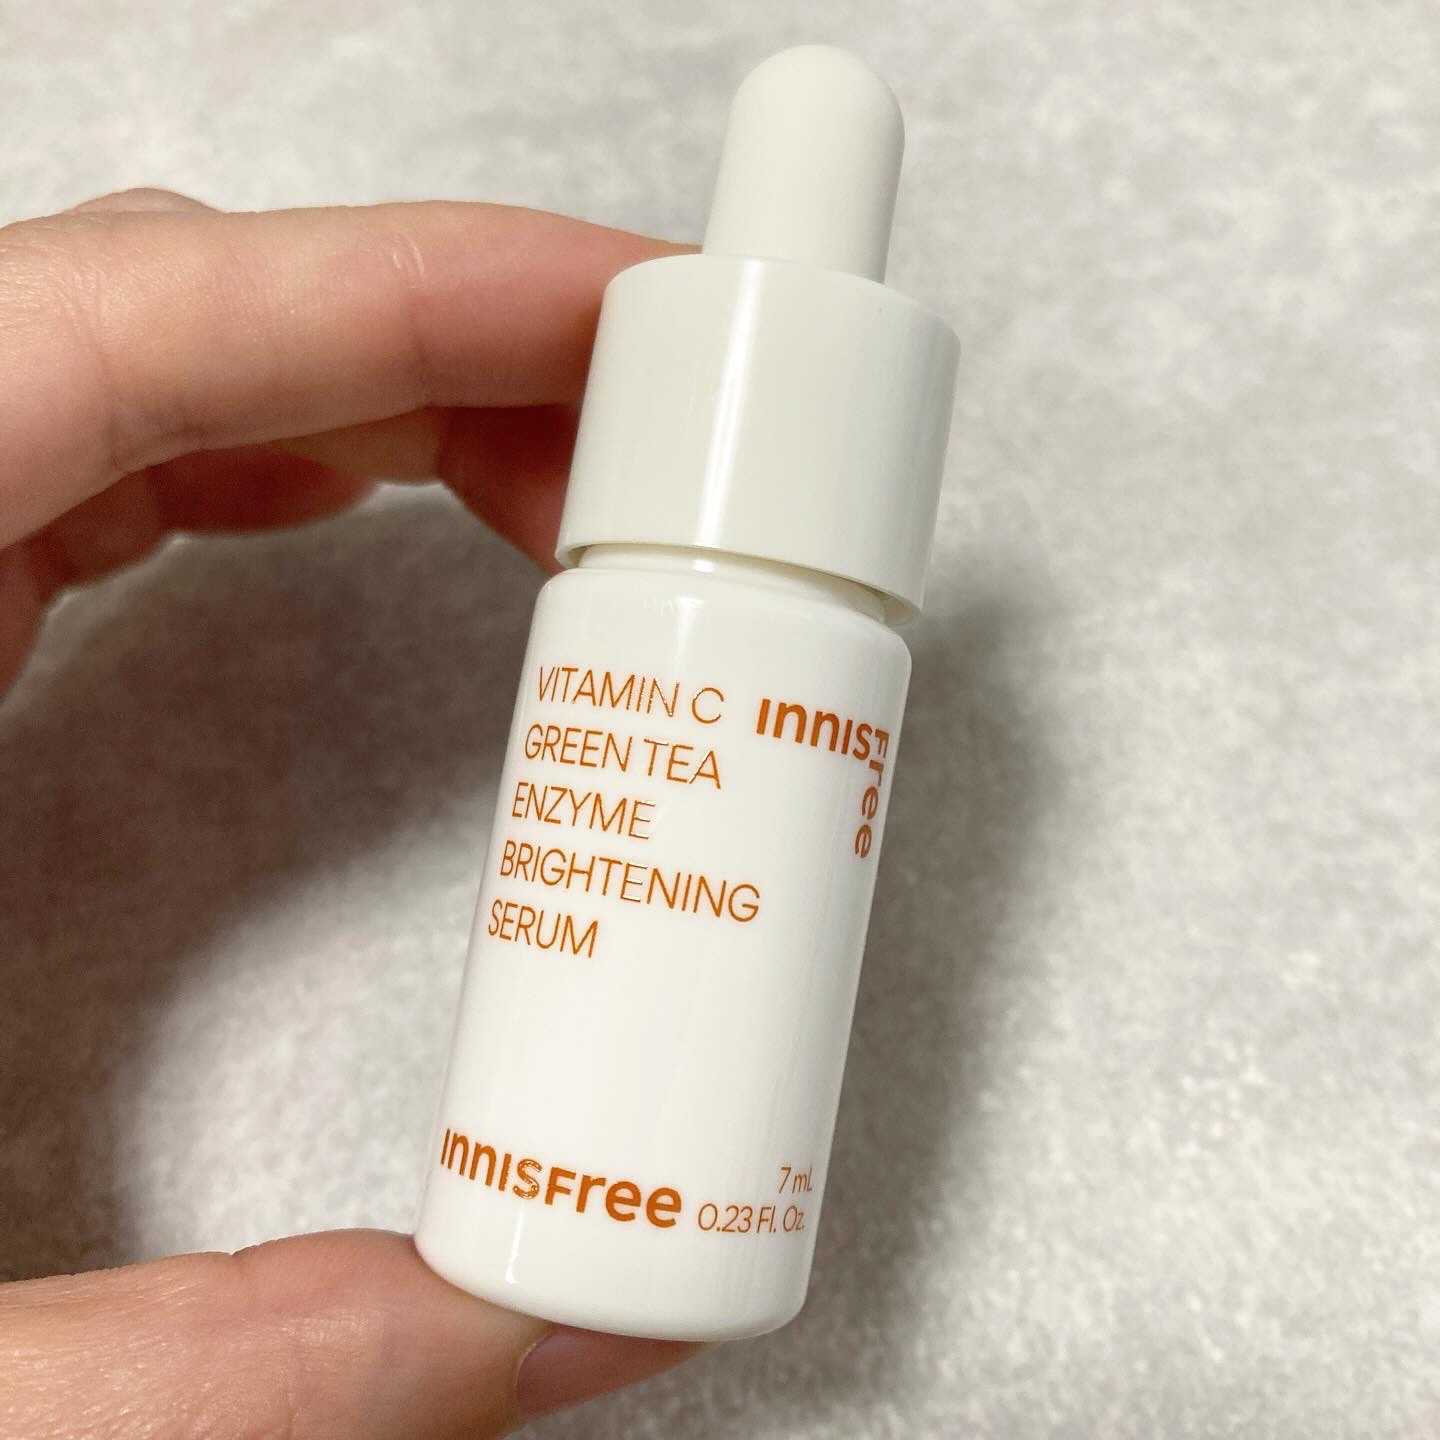 VITAMIN C
GREEN TEA
ENZYME
BRIGHTENING
SERUM
INNISFree
INNISFree
7 mL
0.23 Fl. Oz.